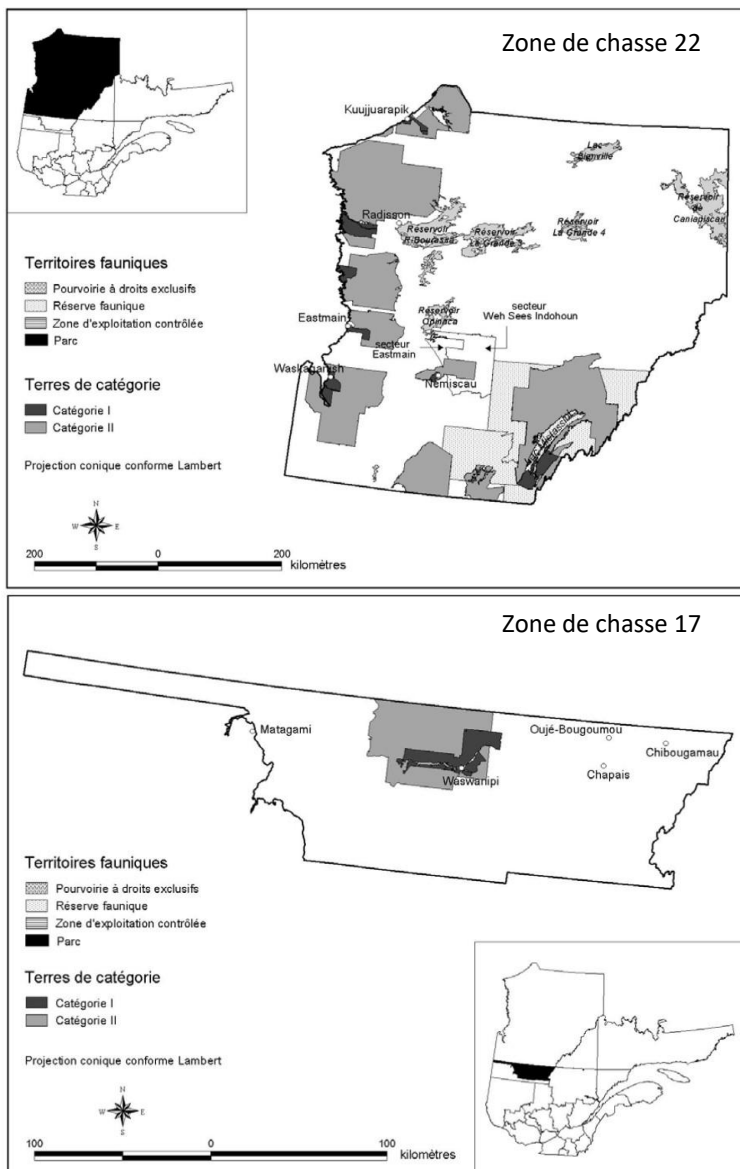 Zone de chasse 22
Kuujjuarapik
Lac
Bienville
Réservoir
de
Caniapiscau
Radisson
Réservoir
R-Bourassa
Réservoir
La Grande 3
Réservoir
La Grande 4
Territoires fauniques
Pourvoirie à droits exclusifs
Réserve faunique
Zone d'exploitation contrôlée
Parc
Eastmain
Réservoir
Opinaca
secteur
Weh Sees Indohoun
secteur
Eastmain
Waskaganish
Nemiscau
Terres de catégorie
Catégorie I
Catégorie II
Projection conique conforme Lambert
N
W E
S
200 0 200
kilomètres
Zone de chasse 17
Matagami
Oujé-Bougoumou
Chibougamau
Waswanipi
Chapais
Territoires fauniques
Pourvoirie à droits exclusifs
Réserve faunique
Zone d'exploitation contrôlée
Parc
Terres de catégorie
Catégorie I
Catégorie II
Projection conique conforme Lambert
N
W E
S
100 0 100
kilomètres